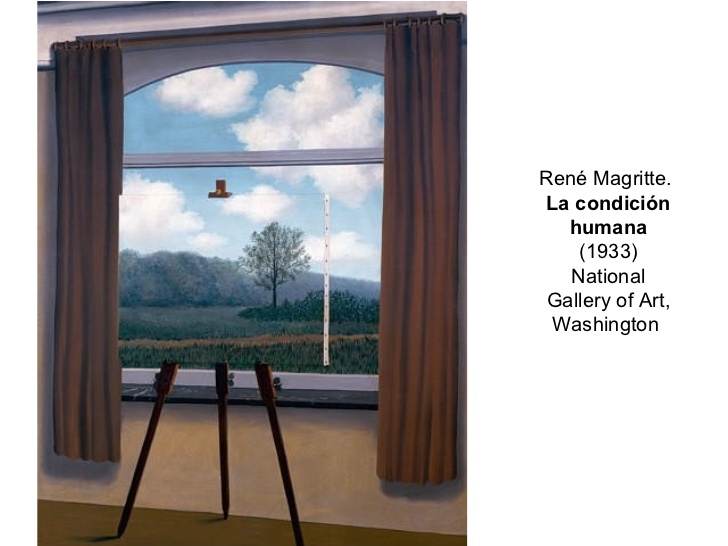 René Magritte.
La condición
humana
(1933)
National
Gallery of Art,
Washington